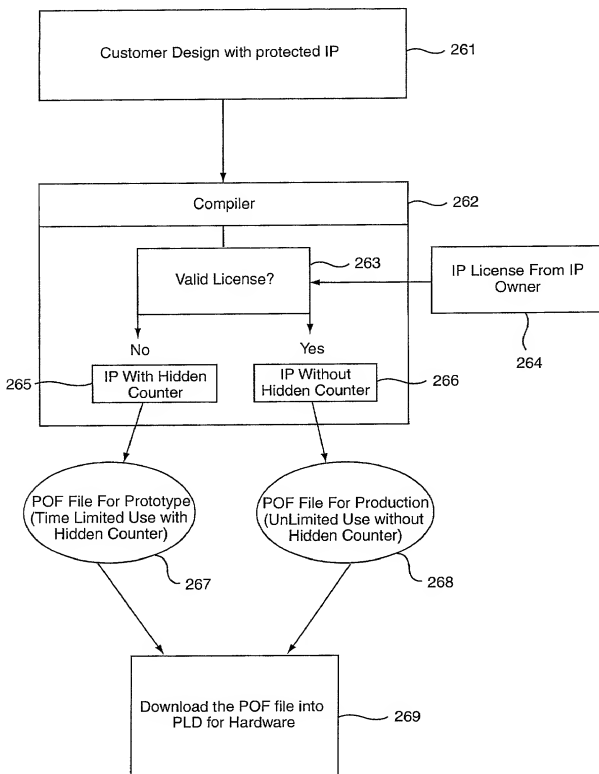 Customer Design with protected IP
261
Compiler
262
Valid License?
263
IP License From IP
Owner
264
No
Yes
265
IP With Hidden
Counter
IP Without
Hidden Counter
266
POF File For Prototype
(Time Limited Use with
Hidden Counter)
267
POF File For Production
(UnLimited Use without
Hidden Counter)
268
Download the POF file into
PLD for Hardware
269